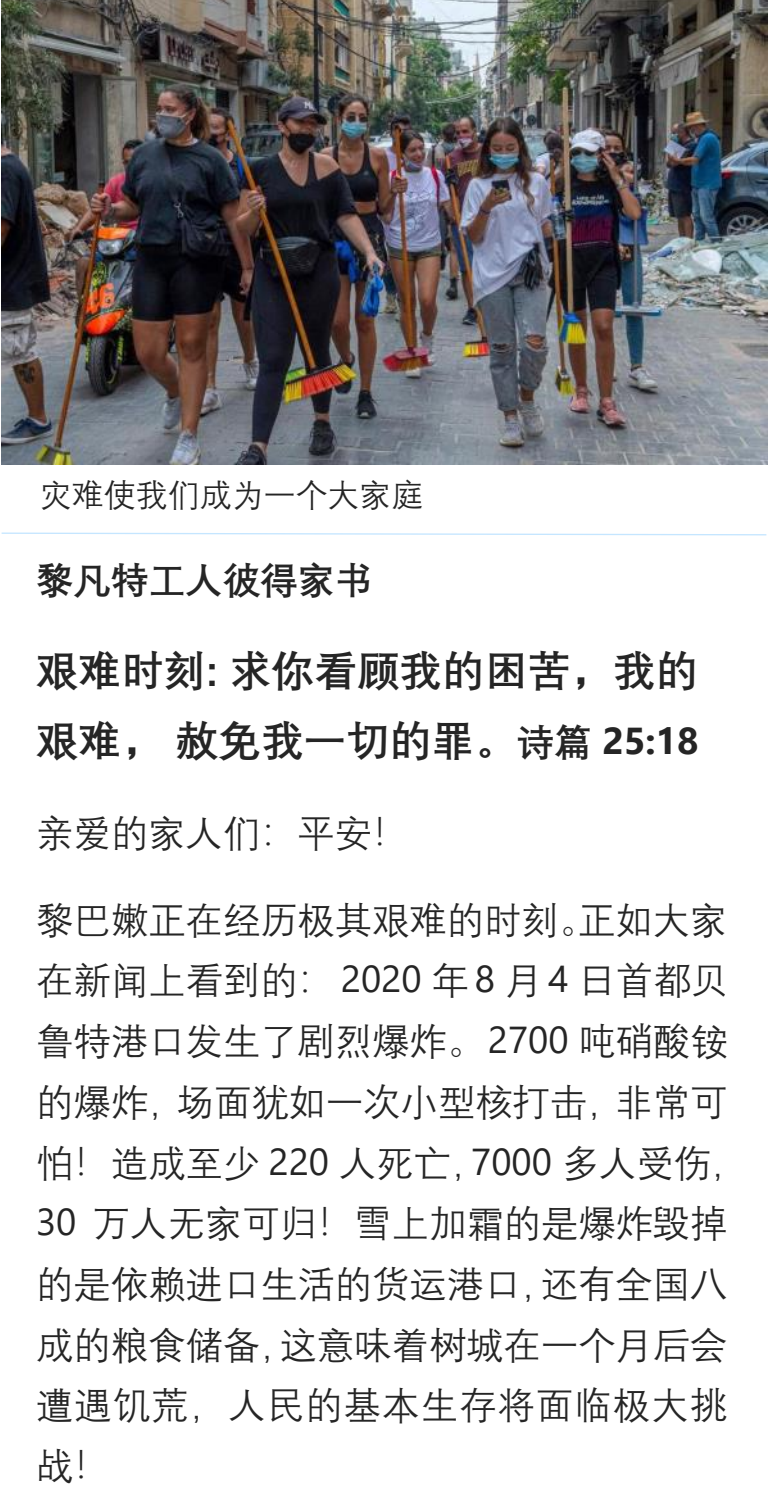 灾难使我们成为一个大家庭
黎凡特工人彼得家书
艰难时刻: 求你看顾我的困苦，我的
艰难， 赦免我一切的罪。诗篇 25:18
亲爱的家人们：平安！
黎巴嫩正在经历极其艰难的时刻。正如大家
在新闻上看到的： 2020 年8 月4 日首都贝
鲁特港口发生了剧烈爆炸。2700 吨硝酸铵
的爆炸, 场面犹如一次小型核打击, 非常可
怕！造成至少 220 人死亡, 7000 多人受伤,
30 万人无家可归！雪上加霜的是爆炸毁掉
的是依赖进口生活的货运港口, 还有全国八
成的粮食储备, 这意味着树城在一个月后会
遭遇饥荒, 人民的基本生存将面临极大挑
战！